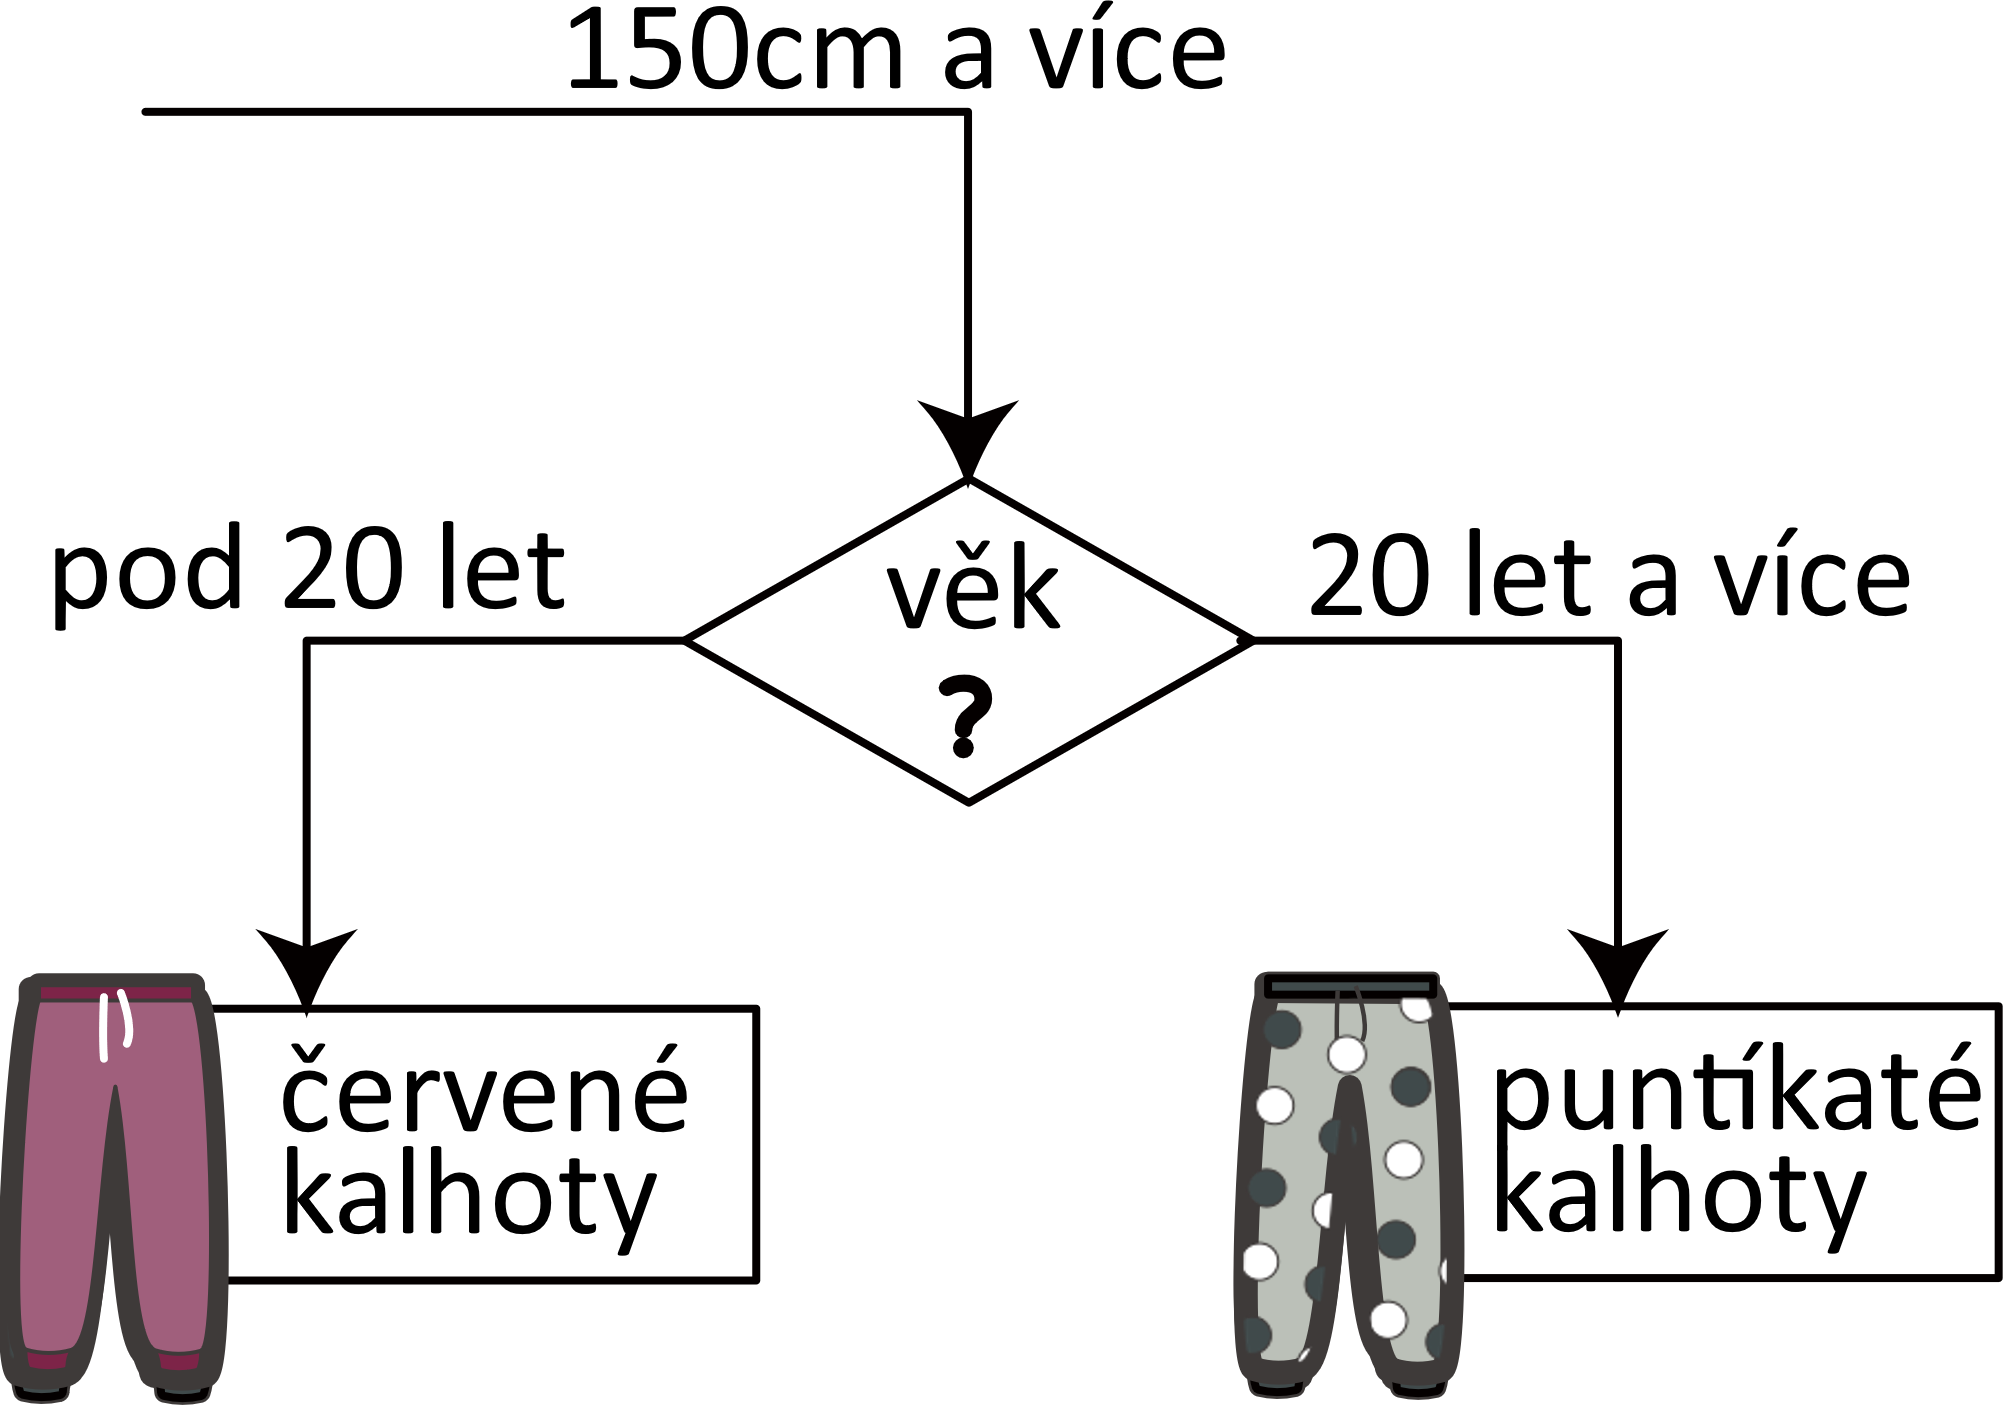 150cm a více
pod 20 let
věk
?
20 let a více
červené
kalhoty
puntíkaté
kalhoty